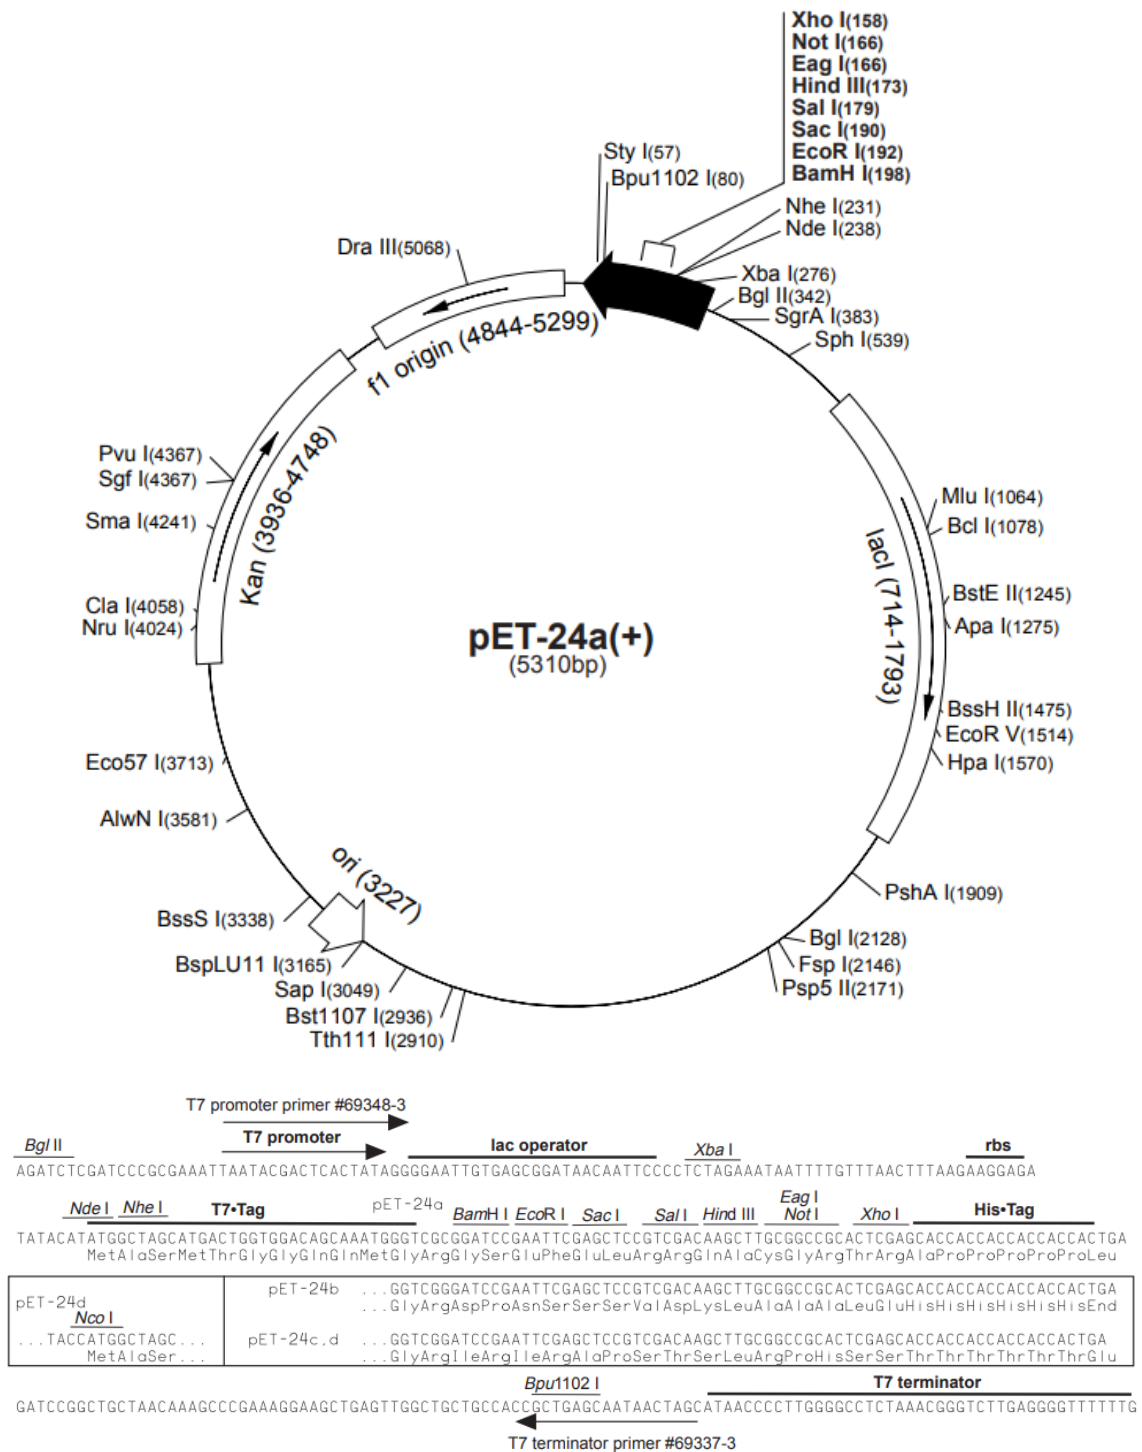 Xho I(158)
Not I(166)
Eag I(166)
Hind III(173)
Sal I(179)
Sac I(190)
EcoR I(192)
BamH I(198)
Sty I(57)
Bpu1102 I(80)
Nhe I(231)
Nde I(238)
Dra III(5068)
Xba I(276)
Bgl II(342)
SgrA I(383)
Sph I(539)
f1 origin (4844-5299)
Pvu I(4367)
Sgf I(4367)
Sma I(4241)
Kan (3936-4748)
Mlu I(1064)
Bcl I(1078)
lacI (714-1793)
Cla I(4058)
Nru I(4024)
BstE II(1245)
Apa I(1275)
pET-24a(+)
(5310bp)
BssH II(1475)
EcoR V(1514)
Hpa I(1570)
Eco57 I(3713)
AlwN I(3581)
ori (3227)
PshA I(1909)
BssS I(3338)
Bgl I(2128)
BspLU11 I(3165)
Fsp I(2146)
Sap I(3049)
Psp5 II(2171)
Bst1107 I(2936)
Tth111 I(2910)
T7 promoter primer #69348-3
Bgl II T7 promoter lac operator Xba I rbs
AGATCTCGATCCCGCGAAATTAATACGACTCACTATAGGGGAATTGTGAGCGGATAACAATTCCCCTCTAGAAATAATTTTGTTTAACTTTAAGAAGGAGA
Nde I Nhe I T7•Tag pET-24a BamH I EcoR I Sac I Sal I Hind III Eag I Not I Xho I His•Tag
TATACATATGGCTAGCATGACTGGTGGACAGCAAATGGGTCGCGGATCCGAATTCGAGCTCCGTCGACAAGCTTGCGGCCGCACTCGAGCACCACCACCACCACCACTGA
MetAlaSerMetThrGlyGlyGlnGlnMetGlyArgGlySerGluPheGluLeuArgArgGlnAlaCysGlyArgThrArgAlaProProProProProProLeu
pET-24b ...GGTCGGGATCCGAATTCGAGCTCCGTCGACAAGCTTGCGGCCGCACTCGAGCACCACCACCACCACCACTGA
...GlyArgAspProAsnSerSerSerValAspLysLeuAlaAlaAlaLeuGluHisHisHisHisHisHisEnd
pET-24d
Nco I
...TACCATGGCTAGC...
MetAlaSer...
pET-24c,d ...GGTCGGATCCGAATTCGAGCTCCGTCGACAAGCTTGCGGCCGCACTCGAGCACCACCACCACCACCACTGA
...GlyArgIleArgIleArgAlaProSerThrSerLeuArgProHisSerSerThrThrThrThrThrThrGlu
Bpu1102 I T7 terminator
GATCCGGCTGCTAACAAAGCCCGAAAGGAAGCTGAGTTGGCTGCTGCCACCGCTGAGCAATAACTAGCATAACCCCTTGGGGCCTCTAAACGGGTCTTGAGGGGTTTTTTG
T7 terminator primer #69337-3